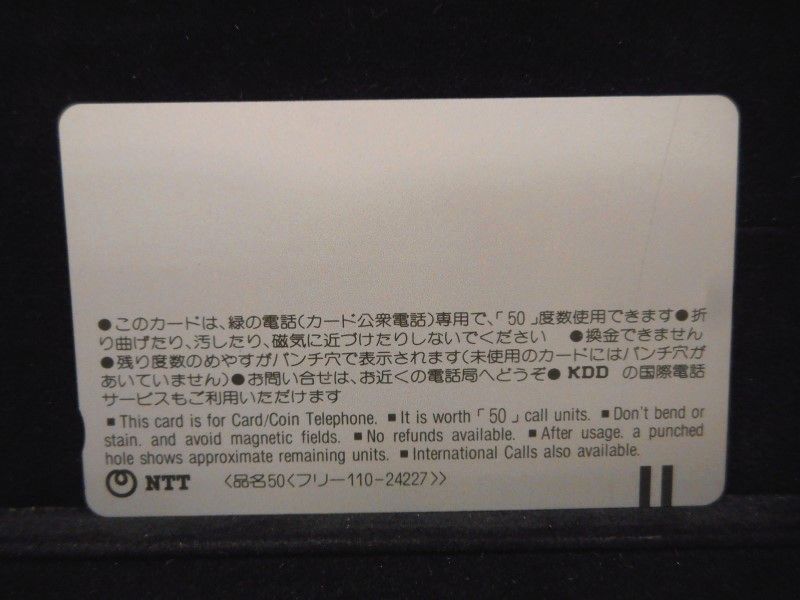 ●このカードは、緑の電話(カード公衆電話)専用で、「50」度数使用できます●折
り曲げたり、汚したり、磁気に近づけたりしないでください ●換金できません
●残り度数のめやすがパンチ穴で表示されます(未使用のカードにはパンチ穴が
あいていません)●お問い合せは、お近くの電話局へどうぞ● KDD の国際電話
サービスもご利用いただけます
■ This card is for Card/Coin Telephone. ■ It is worth「50」call units. ■ Don't bend or
stain. and avoid magnetic fields. ■ No refunds available. ■ After usage. a punched
hole shows approximate remaining units. ■ International Calls also available.
NTT 〈品名50〈フリー110-24227〉〉